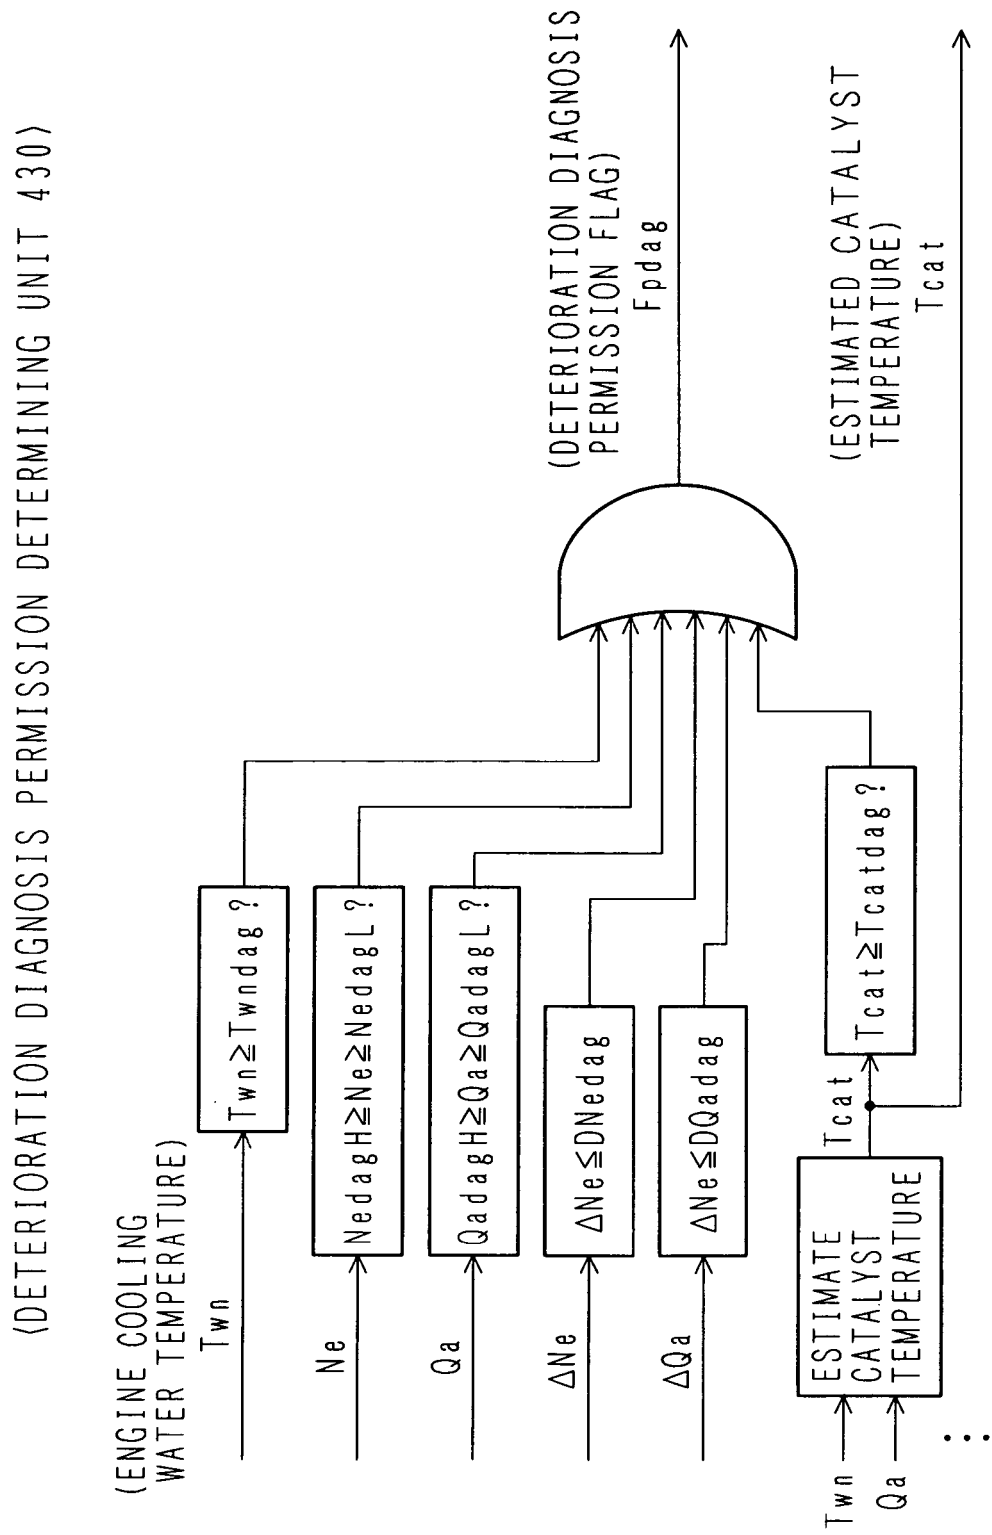 〈DETERIORATION DIAGNOSIS PERMISSION DETERMINING UNIT 430〉
(ENGINE COOLING
WATER TEMPERATURE)
Twn
Twn≧Twndag ?
Ne
NedagH≧Ne≧NedagL ?
Qa
QadagH≧Qa≧QadagL ?
ΔNe
ΔNe≦DNedag
ΔQa
ΔNe≦DQadag
(DETERIORATION DIAGNOSIS
PERMISSION FLAG)
Fpdag
Twn
Qa
ESTIMATE
CATALYST
TEMPERATURE
Tcat
Tcat≧Tcatdag ?
(ESTIMATED CATALYST
TEMPERATURE)
Tcat